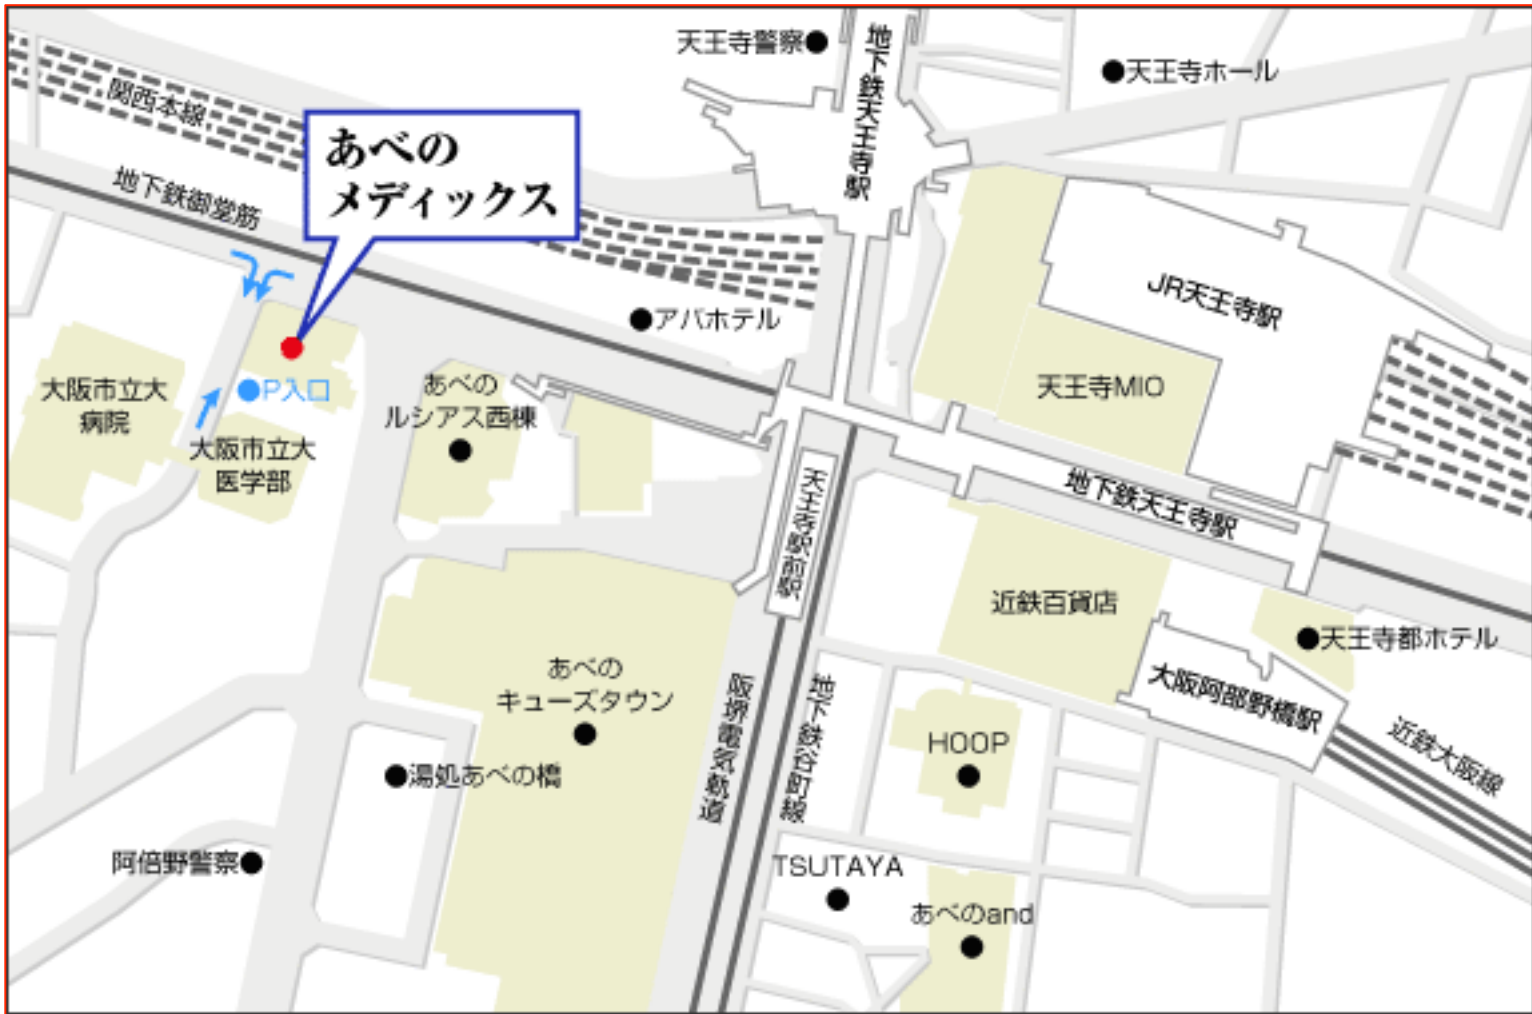 天王寺警察
地下鉄天王寺駅
天王寺ホール
関西本線
あべの
メディックス
地下鉄御堂筋
JR天王寺駅
アパホテル
天王寺MIO
大阪市立大
病院
P入口
大阪市立大
医学部
あべの
ルシアス西棟
天王寺駅前駅
地下鉄天王寺駅
近鉄百貨店
天王寺都ホテル
大阪阿部野橋駅
近鉄大阪線
あべの
キューズタウン
阪堺電気軌道
地下鉄谷町線
HOOP
湯処あべの橋
阿倍野警察
TSUTAYA
あべのand